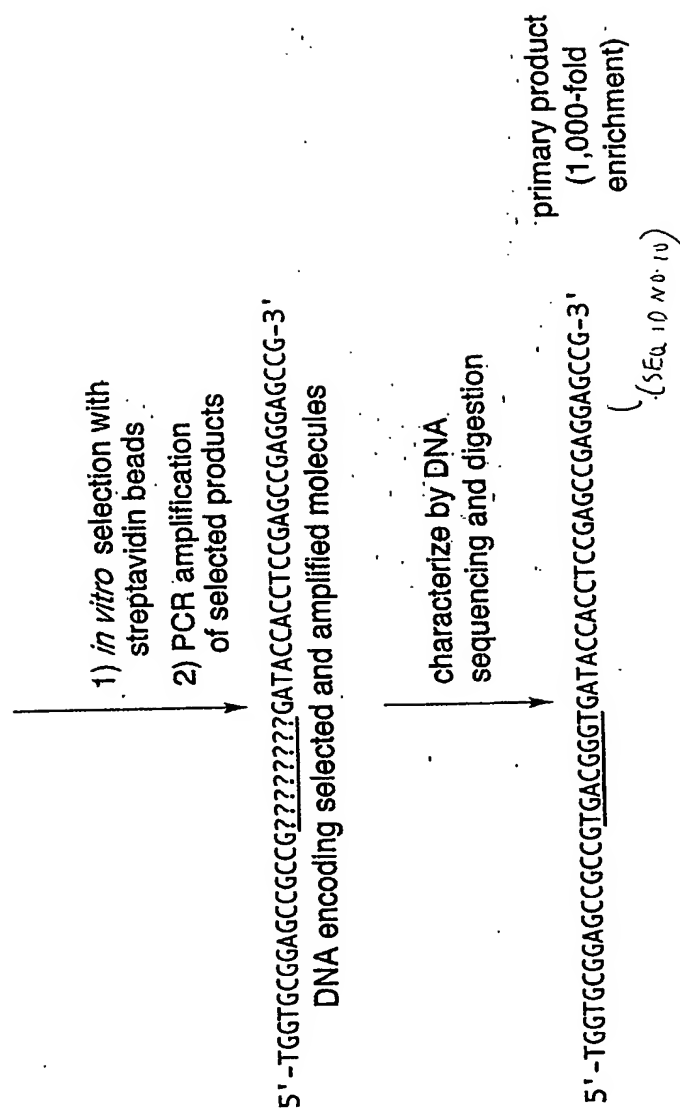 1) in vitro selection with
streptavidin beads
2) PCR amplification
of selected products
5'-TGGTGCGGAGCCGCCG????????GATACCACCTCCGAGCCGAGGAGCCG-3'
DNA encoding selected and amplified molecules
characterize by DNA
sequencing and digestion
primary product
(1,000-fold
enrichment)
5'-TGGTGCGGAGCCGCCGTGACGGGTGATACCACCTCCGAGCCGAGGAGCCG-3'
(SEQ ID NO: 10)